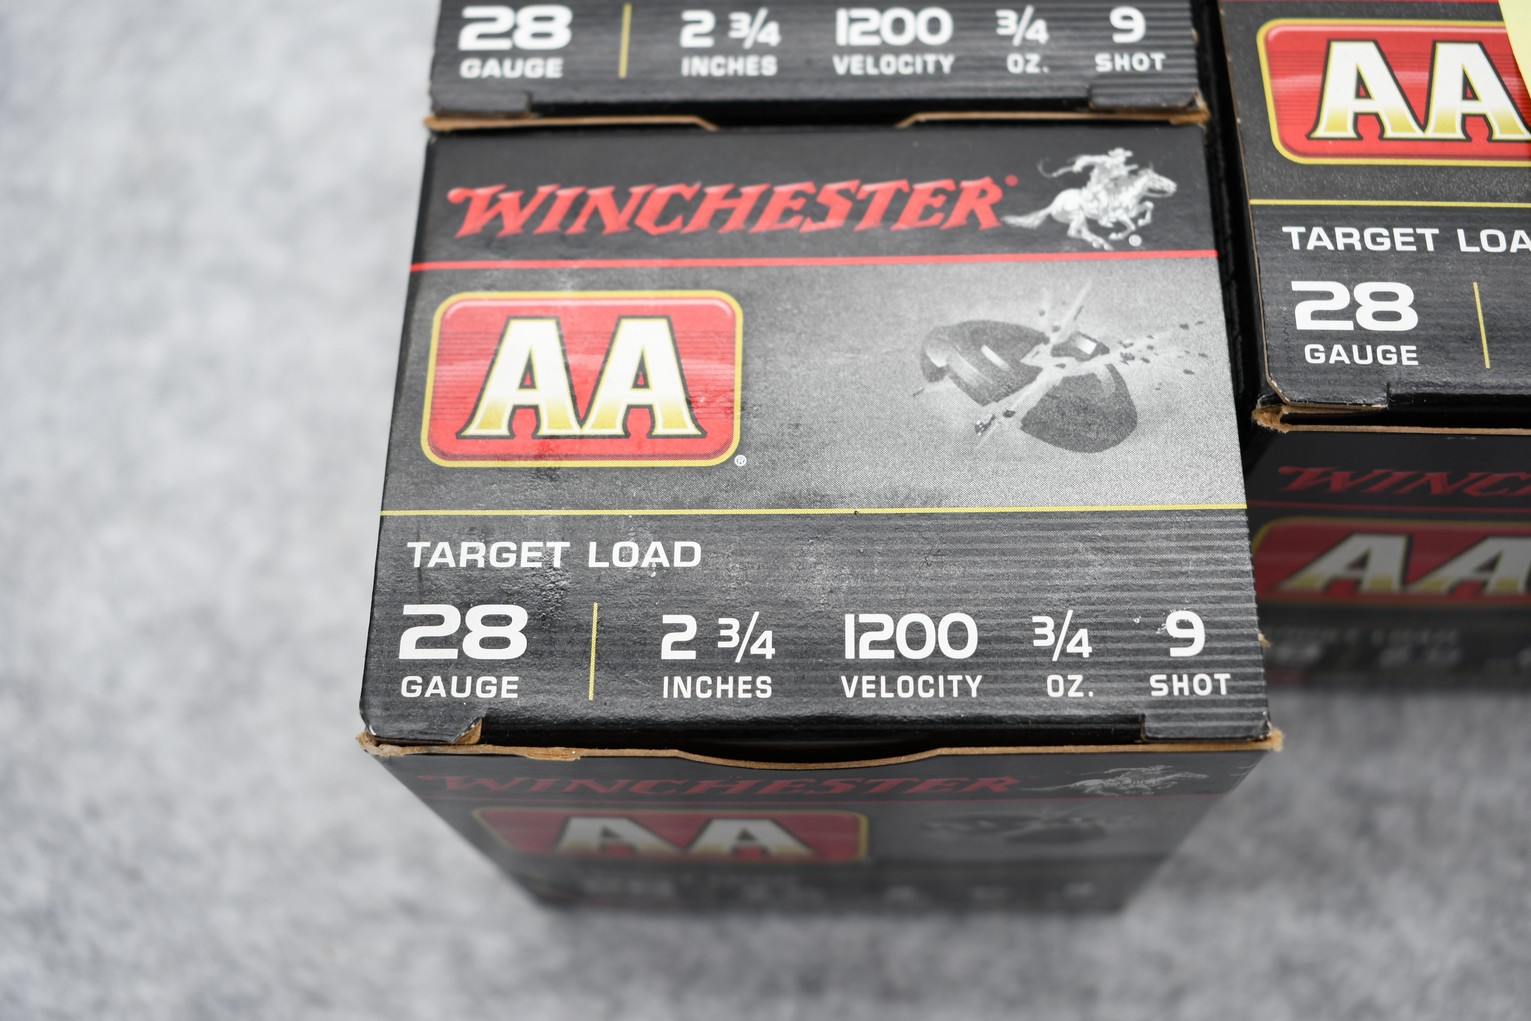 28 2 3/4 1200 3/4 9
GAUGE INCHES VELOCITY OZ. SHOT
WINCHESTER®
®
AA®
TARGET LOAD
28 2 3/4 1200 3/4 9
GAUGE INCHES VELOCITY OZ. SHOT
WINCHESTER
AA
AA
TARGET
28
GAUGE
AA